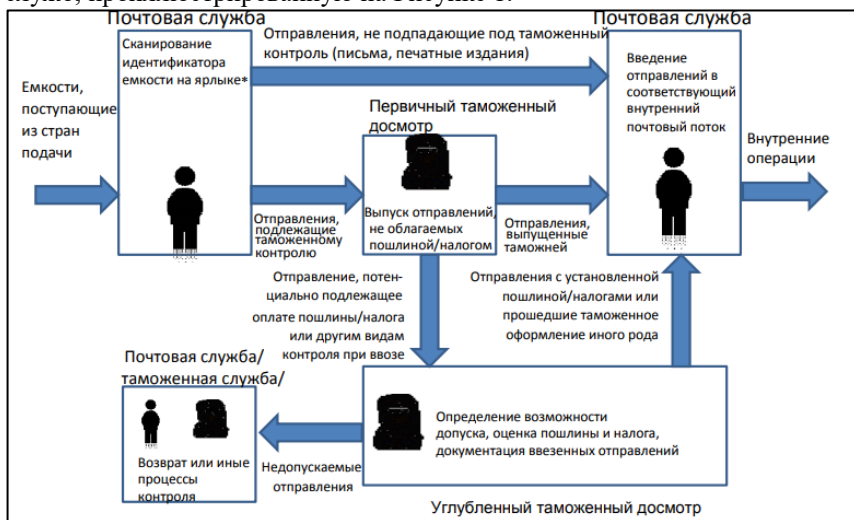 Почтовая служба
Почтовая служба
Сканирование
идентификатора
емкости на ярлыке*
Отправления, не подпадающие под таможенный
контроль (письма, печатные издания)
Введение
отправлений в
соответствующий
внутренний
почтовый поток
Емкости,
поступающие
из стран
подачи
Первичный таможенный
досмотр
Внутренние
операции
Выпуск отправлений,
не облагаемых
пошлиной/налогом
Отправления,
подлежащие
таможенному
контролю
Отправления,
выпущенные
таможней
Отправление, потен-
циально подлежащее
оплате пошлины/налога
или другим видам
контроля при ввозе
Отправления с установленной
пошлиной/налогами или
прошедшие таможенное
оформление иного рода
Почтовая служба/
таможенная служба/
Возврат или иные
процессы
контроля
Недопускаемые
отправления
Определение возможности
допуска, оценка пошлины и налога,
документация ввезенных отправлений
Углубленный таможенный досмотр